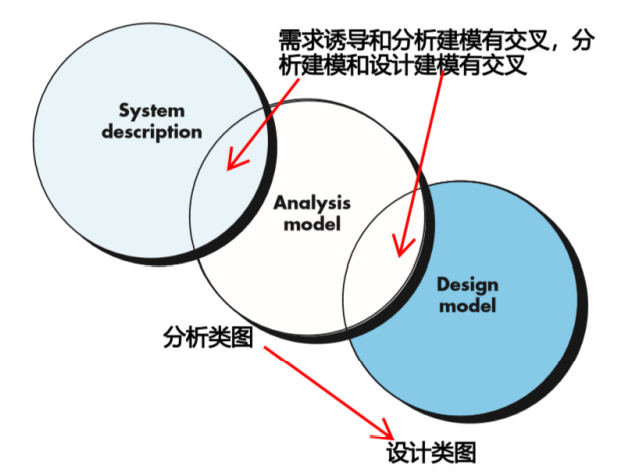 需求诱导和分析建模有交叉，分
析建模和设计建模有交叉
System
description
Analysis
model
Design
model
分析类图
设计类图